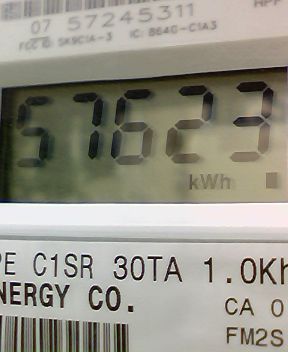 07 57245311
FCC ID: SK9C1A-3 IC: 864G-C1A3
57623
kWh
PE C1SR 30TA 1.0Kh
NERGY CO.
CA 0
FM2S